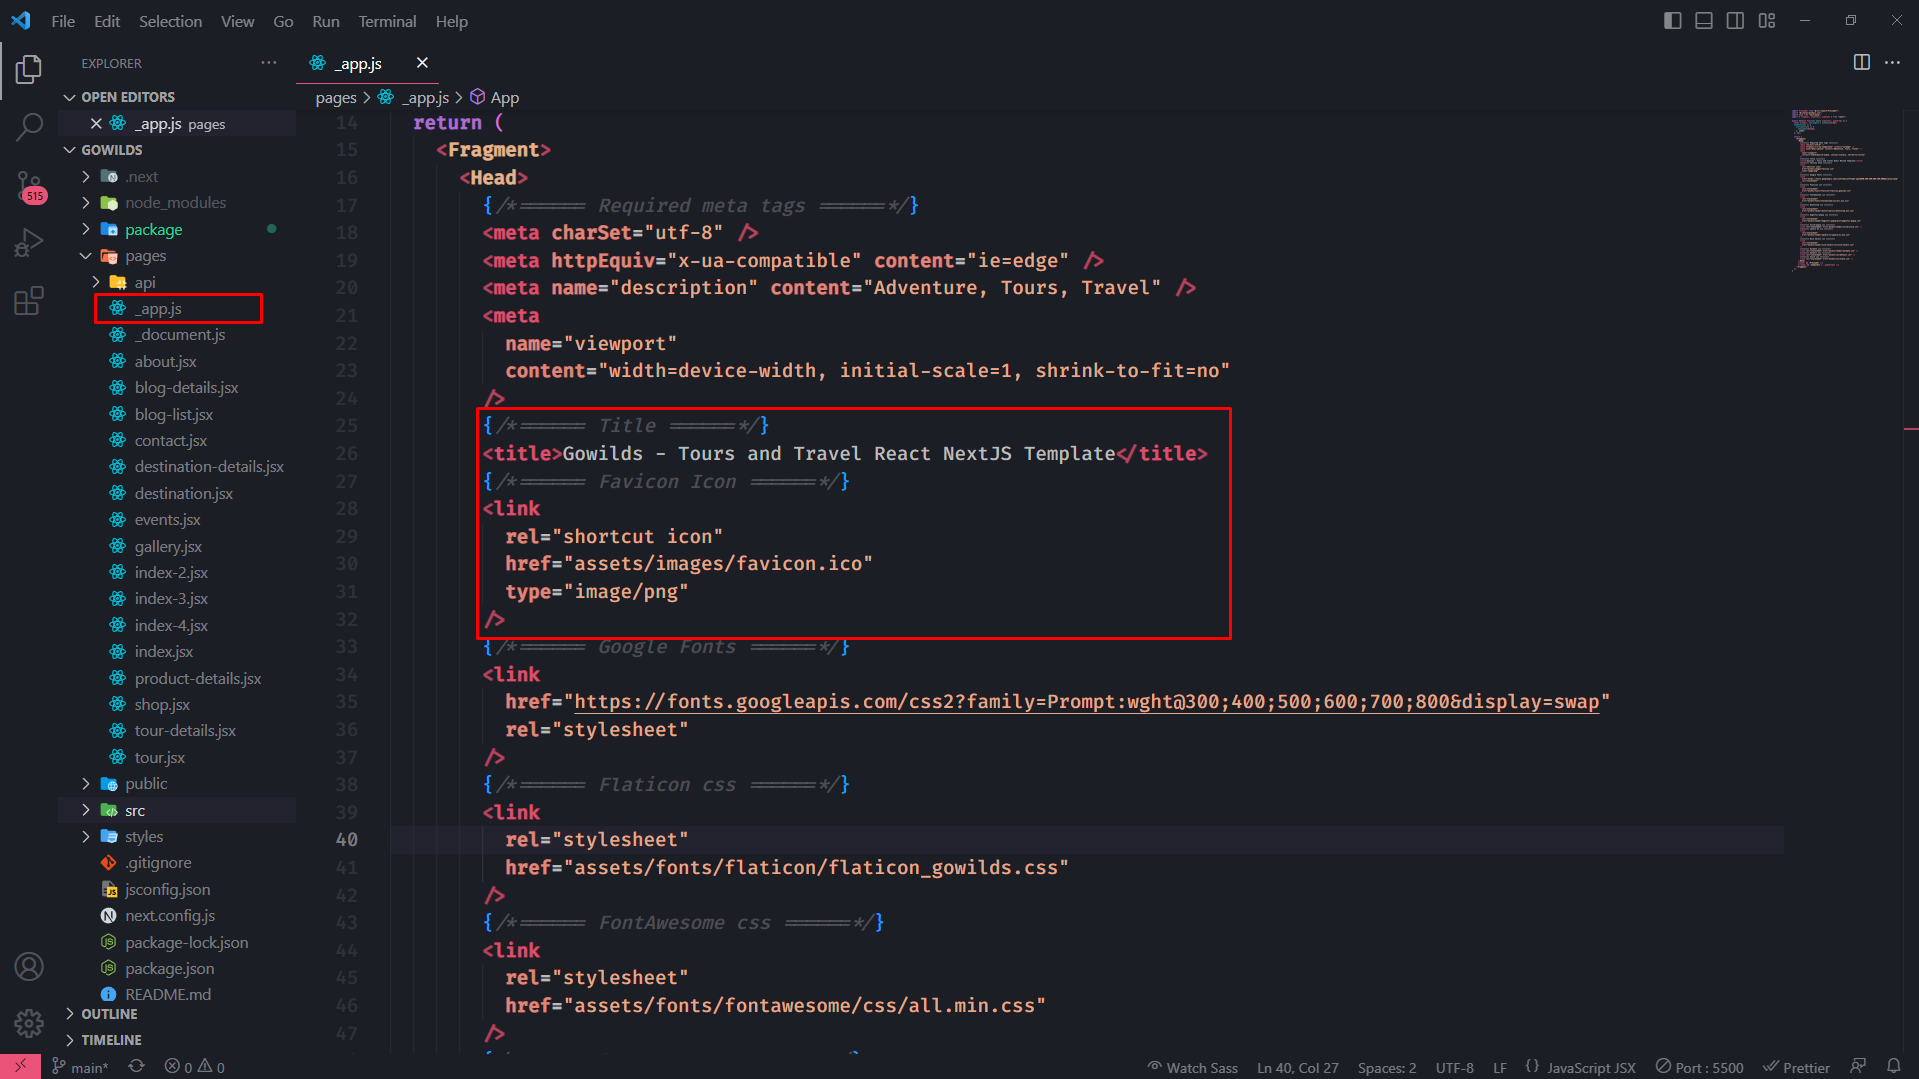 File Edit Selection View Go Run Terminal Help
EXPLORER
_app.js
OPEN EDITORS
_app.js pages
GOWILDS
.next
node_modules
package
pages
api
_app.js
_document.js
about.jsx
blog-details.jsx
blog-list.jsx
contact.jsx
destination-details.jsx
destination.jsx
events.jsx
gallery.jsx
index-2.jsx
index-3.jsx
index-4.jsx
index.jsx
product-details.jsx
shop.jsx
tour-details.jsx
tour.jsx
public
src
styles
.gitignore
jsconfig.json
next.config.js
package-lock.json
package.json
README.md
OUTLINE
TIMELINE
515
pages > _app.js > App
14 return (
15 <Fragment>
16 <Head>
17 {/*====== Required meta tags ======*/}
18 <meta charSet="utf-8" />
19 <meta httpEquiv="x-ua-compatible" content="ie=edge" />
20 <meta name="description" content="Adventure, Tours, Travel" />
21 <meta
22 name="viewport"
23 content="width=device-width, initial-scale=1, shrink-to-fit=no"
24 />
25 {/*====== Title ======*/}
26 <title>Gowilds - Tours and Travel React NextJS Template</title>
27 {/*====== Favicon Icon ======*/}
28 <link
29 rel="shortcut icon"
30 href="assets/images/favicon.ico"
31 type="image/png"
32 />
33 {/*====== Google Fonts ======*/}
34 <link
35 href="https://fonts.googleapis.com/css2?family=Prompt:wght@300;400;500;600;700;800&display=swap"
36 rel="stylesheet"
37 />
38 {/*====== Flaticon css ======*/}
39 <link
40 rel="stylesheet"
41 href="assets/fonts/flaticon/flaticon_gowilds.css"
42 />
43 {/*====== FontAwesome css ======*/}
44 <link
45 rel="stylesheet"
46 href="assets/fonts/fontawesome/css/all.min.css"
47 />
main* 0 0 Watch Sass Ln 40, Col 27 Spaces: 2 UTF-8 LF {} JavaScript JSX Port : 5500 Prettier